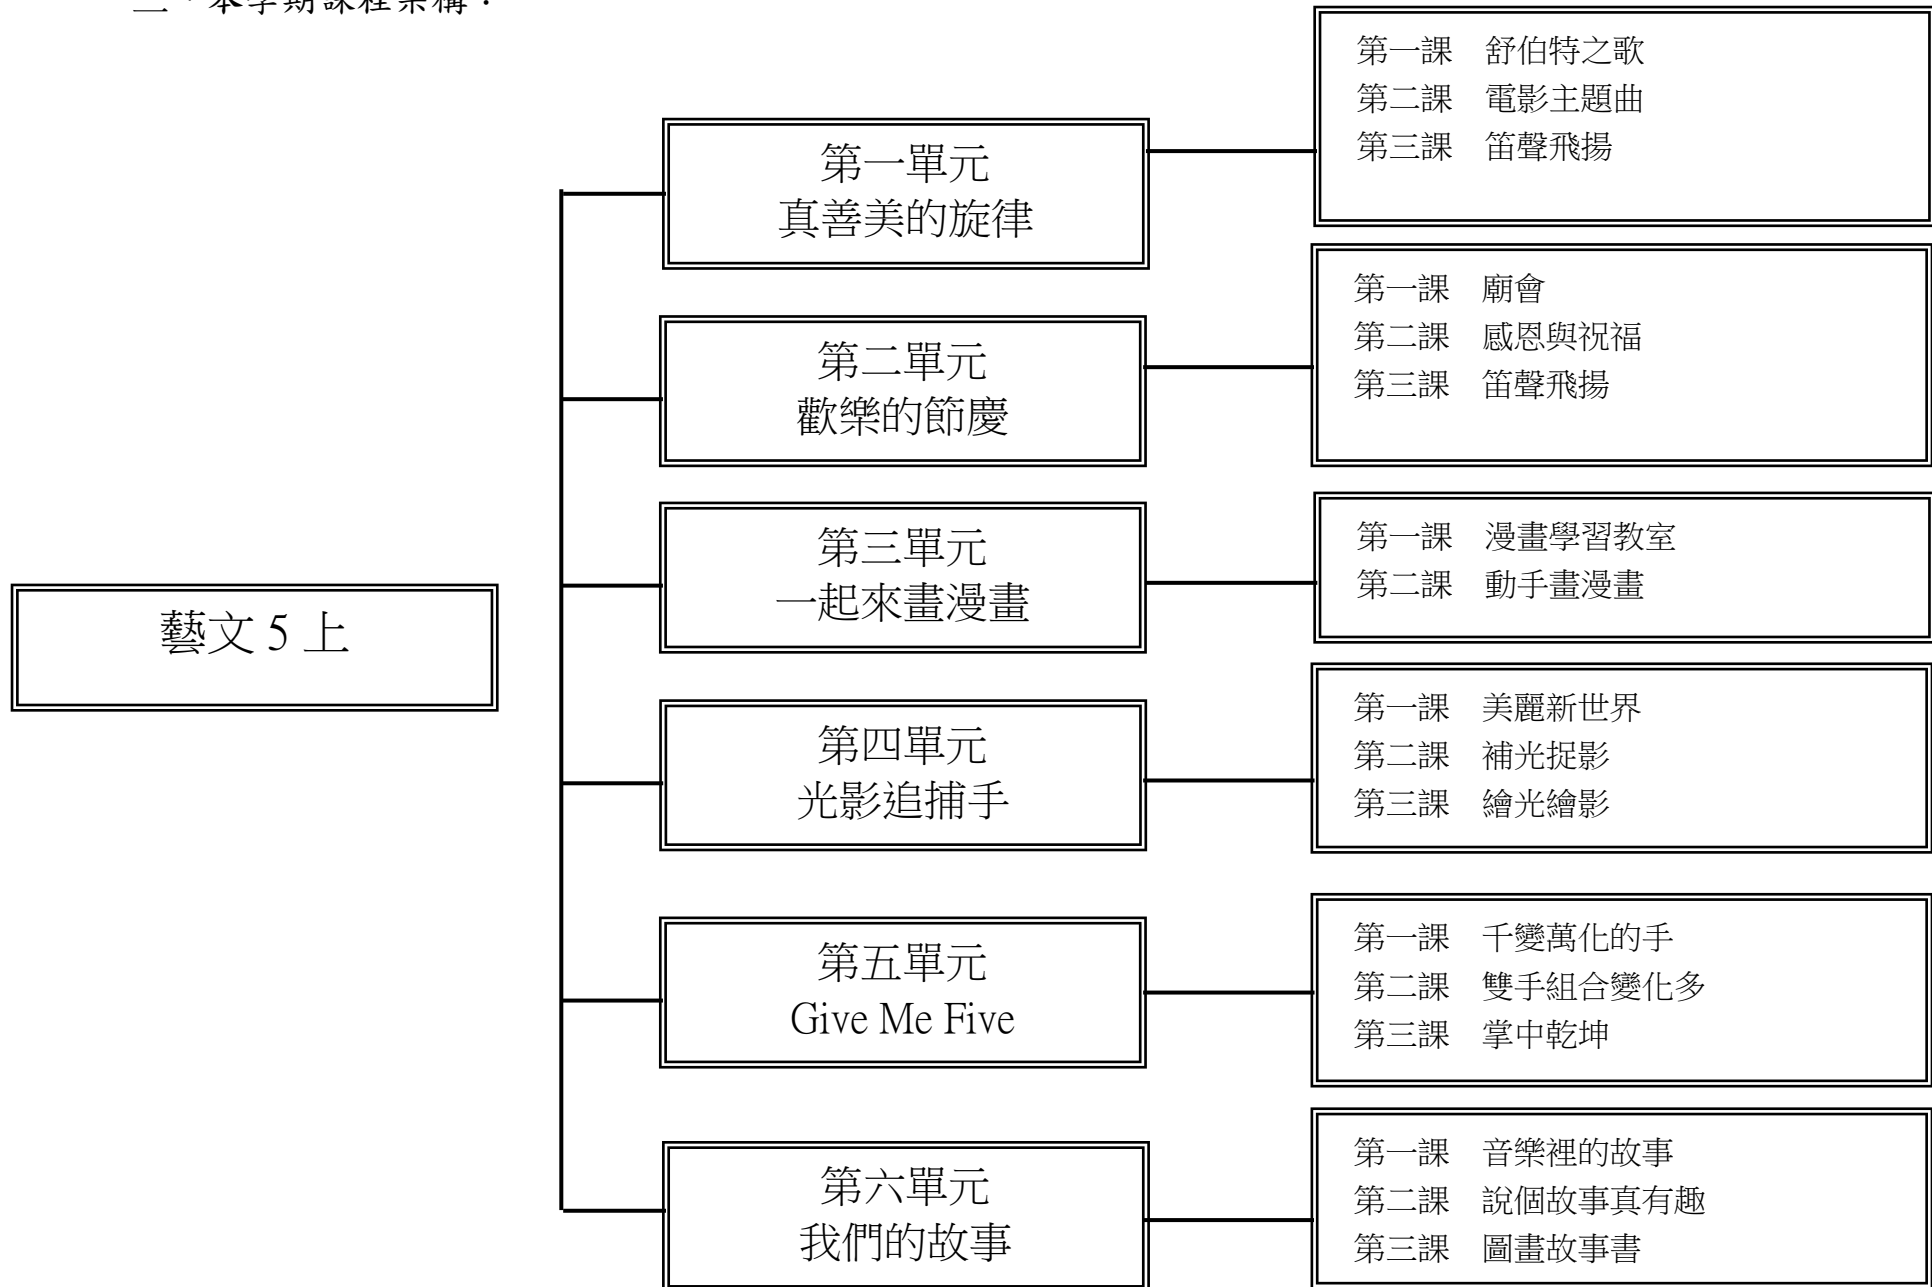 本學期課程架構：
藝文 5 上
第一單元
真善美的旋律
第一課 舒伯特之歌
第二課 電影主題曲
第三課 笛聲飛揚
第二單元
歡樂的節慶
第一課 廟會
第二課 感恩與祝福
第三課 笛聲飛揚
第三單元
一起來畫漫畫
第一課 漫畫學習教室
第二課 動手畫漫畫
第四單元
光影追捕手
第一課 美麗新世界
第二課 補光捉影
第三課 繪光繪影
第五單元
Give Me Five
第一課 千變萬化的手
第二課 雙手組合變化多
第三課 掌中乾坤
第六單元
我們的故事
第一課 音樂裡的故事
第二課 說個故事真有趣
第三課 圖畫故事書